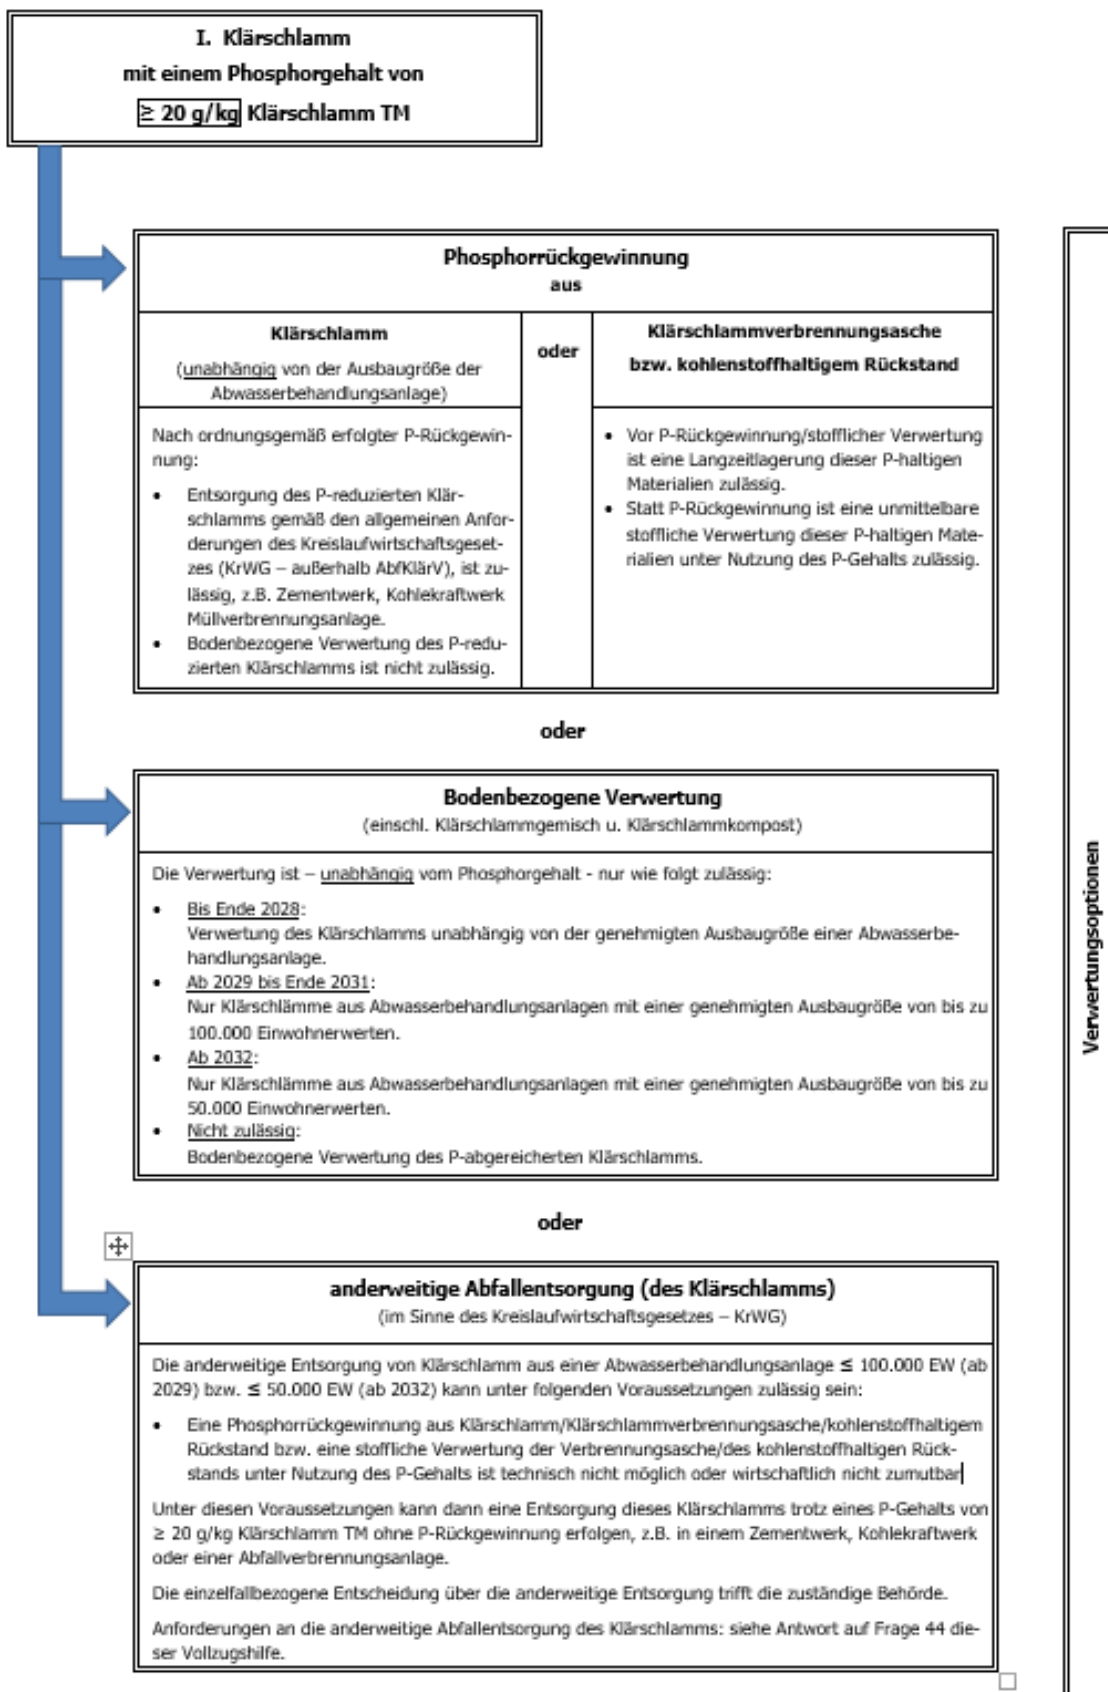 I. Klärschlamm
mit einem Phosphorgehalt von
≥ 20 g/kg Klärschlamm TM
Phosphorrückgewinnung
aus
Klärschlamm
(unabhängig von der Ausbaugröße der
Abwasserbehandlungsanlage)
oder
Klärschlammverbrennungsasche
bzw. kohlenstoffhaltigem Rückstand
Nach ordnungsgemäß erfolgter P-Rückgewin-
nung:
• Entsorgung des P-reduzierten Klär-
schlamms gemäß den allgemeinen Anfor-
derungen des Kreislaufwirtschaftsgeset-
zes (KrWG – außerhalb AbfKlärV), ist zu-
lässig, z.B. Zementwerk, Kohlekraftwerk
Müllverbrennungsanlage.
• Bodenbezogene Verwertung des P-redu-
zierten Klärschlamms ist nicht zulässig.
• Vor P-Rückgewinnung/stofflicher Verwertung
ist eine Langzeitlagerung dieser P-haltigen
Materialien zulässig.
• Statt P-Rückgewinnung ist eine unmittelbare
stoffliche Verwertung dieser P-haltigen Mate-
rialien unter Nutzung des P-Gehalts zulässig.
oder
Bodenbezogene Verwertung
(einschl. Klärschlammgemisch u. Klärschlammkompost)
Die Verwertung ist – unabhängig vom Phosphorgehalt - nur wie folgt zulässig:
• Bis Ende 2028:
Verwertung des Klärschlamms unabhängig von der genehmigten Ausbaugröße einer Abwasserbe-
handlungsanlage.
• Ab 2029 bis Ende 2031:
Nur Klärschlämme aus Abwasserbehandlungsanlagen mit einer genehmigten Ausbaugröße von bis zu
100.000 Einwohnerwerten.
• Ab 2032:
Nur Klärschlämme aus Abwasserbehandlungsanlagen mit einer genehmigten Ausbaugröße von bis zu
50.000 Einwohnerwerten.
• Nicht zulässig:
Bodenbezogene Verwertung des P-abgereicherten Klärschlamms.
oder
anderweitige Abfallentsorgung (des Klärschlamms)
(im Sinne des Kreislaufwirtschaftsgesetzes – KrWG)
Die anderweitige Entsorgung von Klärschlamm aus einer Abwasserbehandlungsanlage ≤ 100.000 EW (ab
2029) bzw. ≤ 50.000 EW (ab 2032) kann unter folgenden Voraussetzungen zulässig sein:
• Eine Phosphorrückgewinnung aus Klärschlamm/Klärschlammverbrennungsasche/kohlenstoffhaltigem
Rückstand bzw. eine stoffliche Verwertung der Verbrennungsasche/des kohlenstoffhaltigen Rück-
stands unter Nutzung des P-Gehalts ist technisch nicht möglich oder wirtschaftlich nicht zumutbar
Unter diesen Voraussetzungen kann dann eine Entsorgung dieses Klärschlamms trotz eines P-Gehalts von
≥ 20 g/kg Klärschlamm TM ohne P-Rückgewinnung erfolgen, z.B. in einem Zementwerk, Kohlekraftwerk
oder einer Abfallverbrennungsanlage.
Die einzelfallbezogene Entscheidung über die anderweitige Entsorgung trifft die zuständige Behörde.
Anforderungen an die anderweitige Abfallentsorgung des Klärschlamms: siehe Antwort auf Frage 44 die-
ser Vollzugshilfe.
Verwertungsoptionen